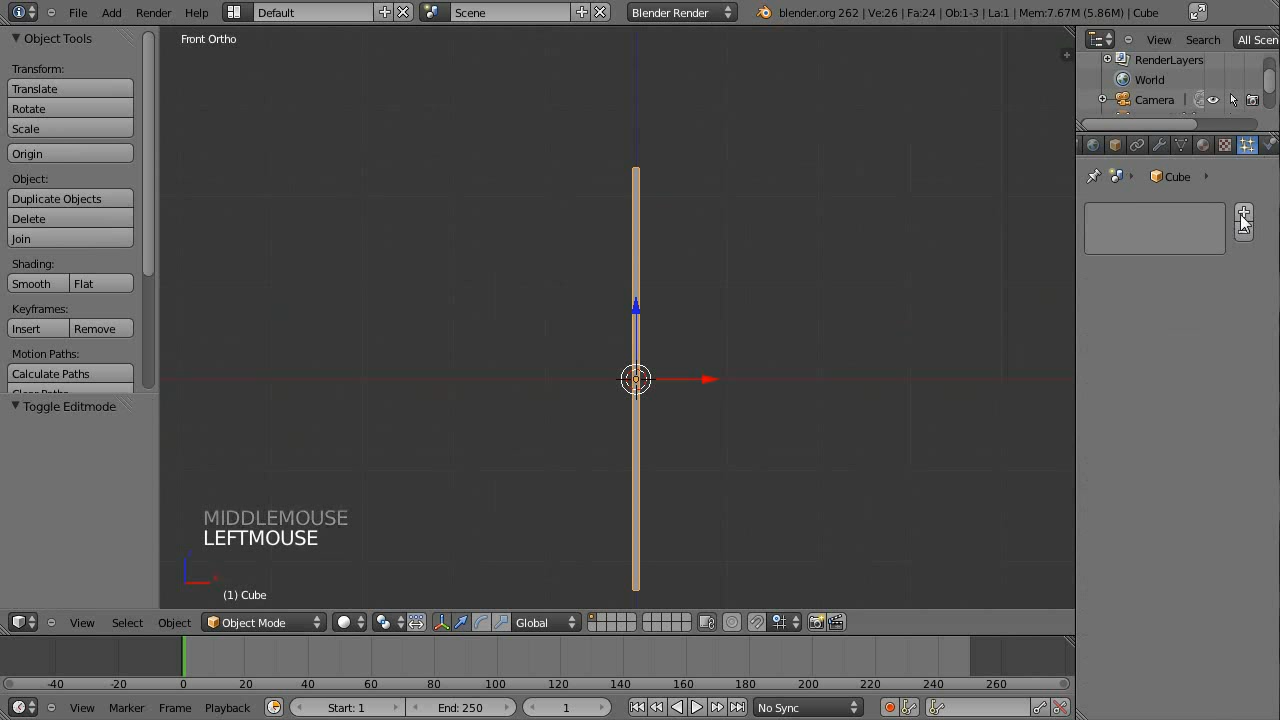 File Add Render Help Default Scene Blender Render blender.org 262 | Ve:26 | Fa:24 | Ob:1-3 | La:1 | Mem:7.67M (5.86M) | Cube
Object Tools
Transform:
Translate
Rotate
Scale
Origin
Object:
Duplicate Objects
Delete
Join
Shading:
Smooth Flat
Keyframes:
Insert Remove
Motion Paths:
Calculate Paths
Toggle Editmode
Front Ortho
MIDDLEMOUSE
LEFTMOUSE
(1) Cube
View Search All Scen
RenderLayers
World
Camera
Cube
View Select Object Object Mode Global
-40 -20 0 20 40 60 80 100 120 140 160 180 200 220 240 260
View Marker Frame Playback Start: 1 End: 250 1 No Sync